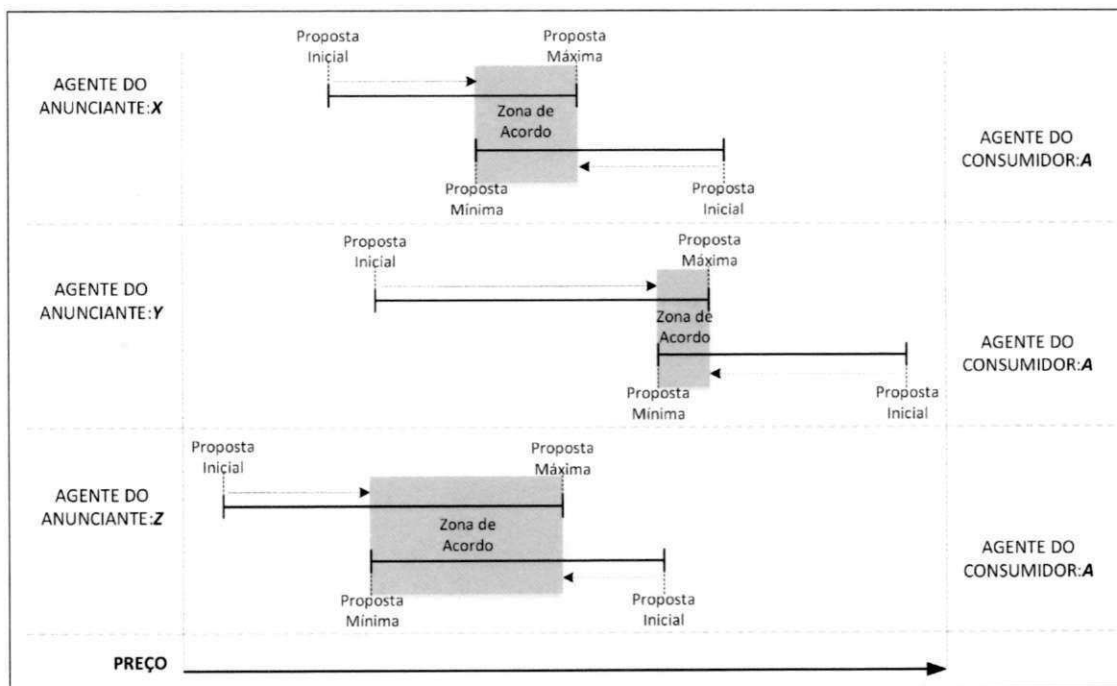 Proposta
Inicial
Proposta
Máxima
AGENTE DO
ANUNCIANTE:X
Zona de
Acordo
AGENTE DO
CONSUMIDOR:A
Proposta
Mínima
Proposta
Inicial
Proposta
Inicial
Proposta
Máxima
AGENTE DO
ANUNCIANTE:Y
Zona de
Acordo
AGENTE DO
CONSUMIDOR:A
Proposta
Mínima
Proposta
Inicial
Proposta
Inicial
Proposta
Máxima
AGENTE DO
ANUNCIANTE:Z
Zona de
Acordo
AGENTE DO
CONSUMIDOR:A
Proposta
Mínima
Proposta
Inicial
PREÇO